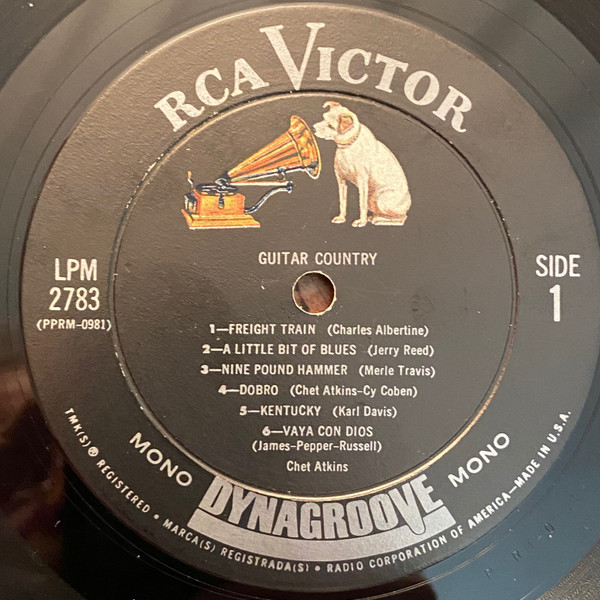 RCA VICTOR
GUITAR COUNTRY
LPM
2783
(PPRM-0981)
SIDE
1
1—FREIGHT TRAIN (Charles Albertine)
2—A LITTLE BIT OF BLUES (Jerry Reed)
3—NINE POUND HAMMER (Merle Travis)
4—DOBRO (Chet Atkins-Cy Coben)
5—KENTUCKY (Karl Davis)
6—VAYA CON DIOS
(James-Pepper-Russell)
Chet Atkins
MONO DYNAGROOVE MONO
TMK(S) ® REGISTERED • MARCA(S) REGISTRADA(S) • RADIO CORPORATION OF AMERICA—MADE IN U.S.A.